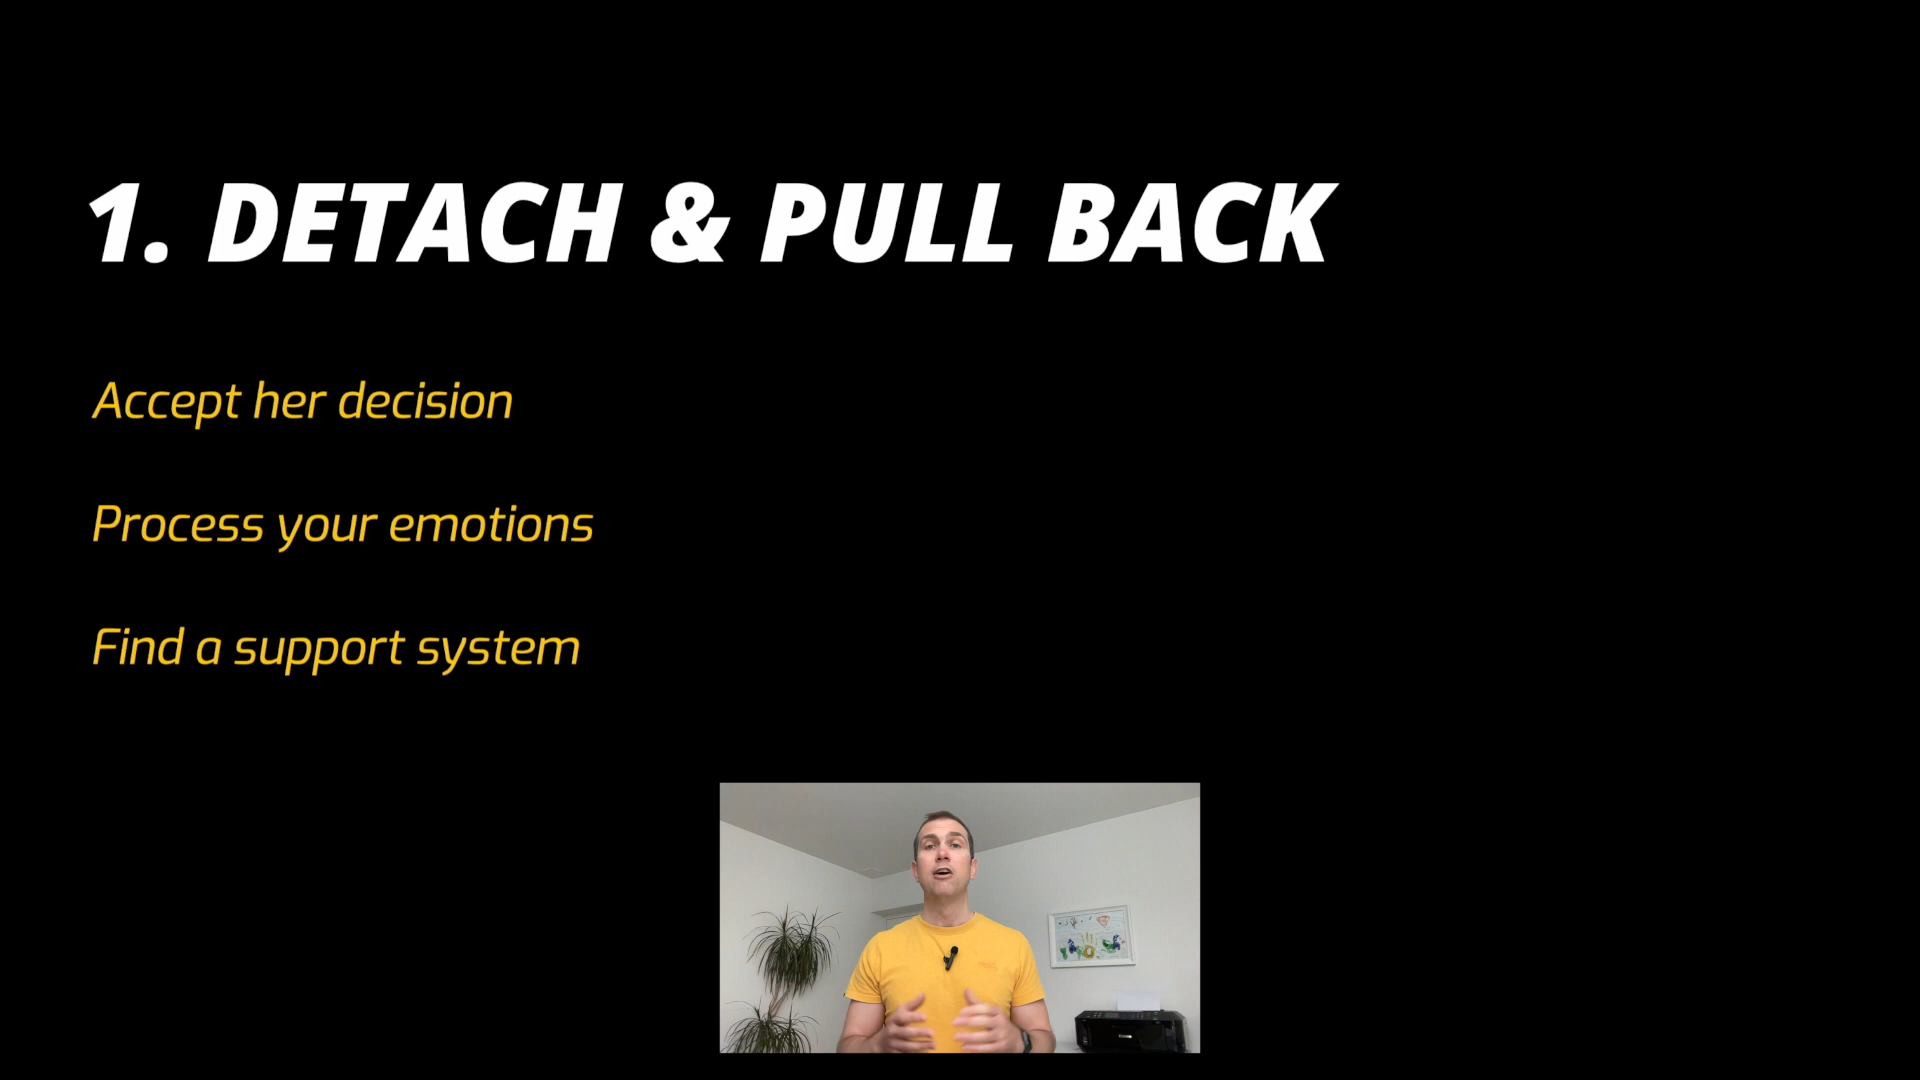 1. DETACH & PULL BACK
Accept her decision
Process your emotions
Find a support system